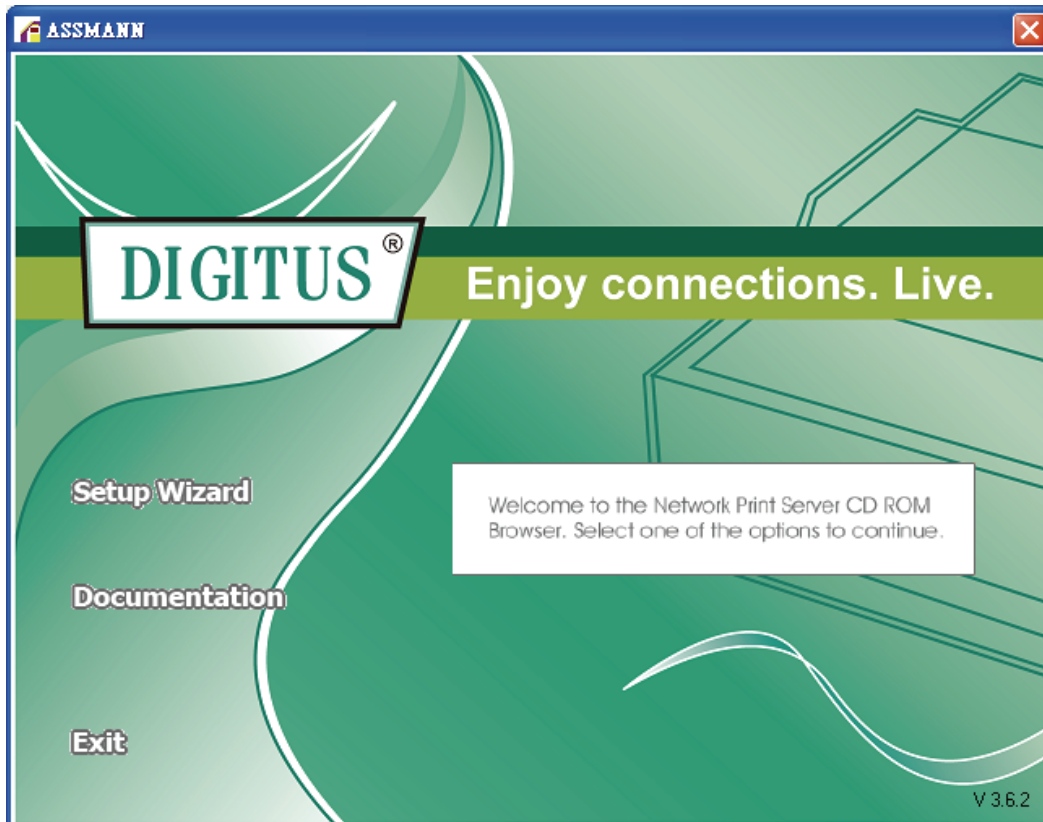 ASSMANN
DIGITUS®
Enjoy connections. Live.
Setup Wizard
Welcome to the Network Print Server CD ROM
Browser. Select one of the options to continue.
Documentation
Exit
V 3.6.2